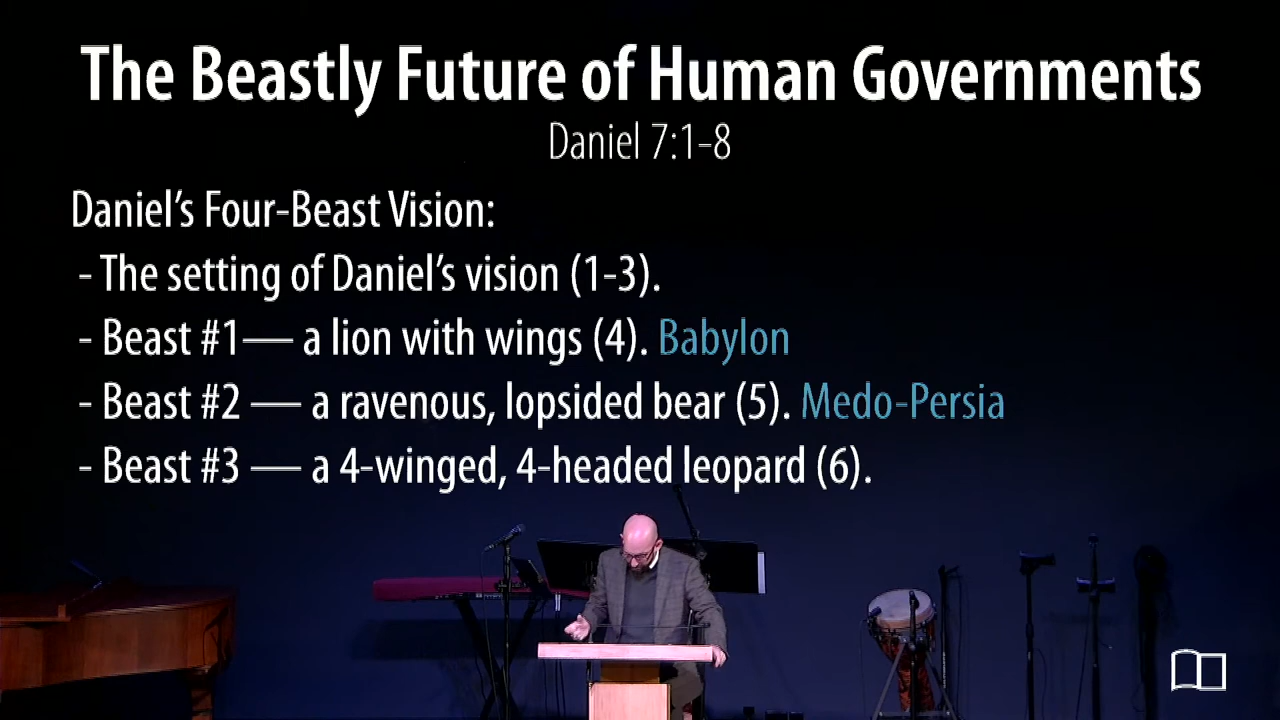 The Beastly Future of Human Governments
Daniel 7:1-8
Daniel's Four-Beast Vision:
- The setting of Daniel's vision (1-3).
- Beast #1— a lion with wings (4). Babylon
- Beast #2 — a ravenous, lopsided bear (5). Medo-Persia
- Beast #3 — a 4-winged, 4-headed leopard (6).